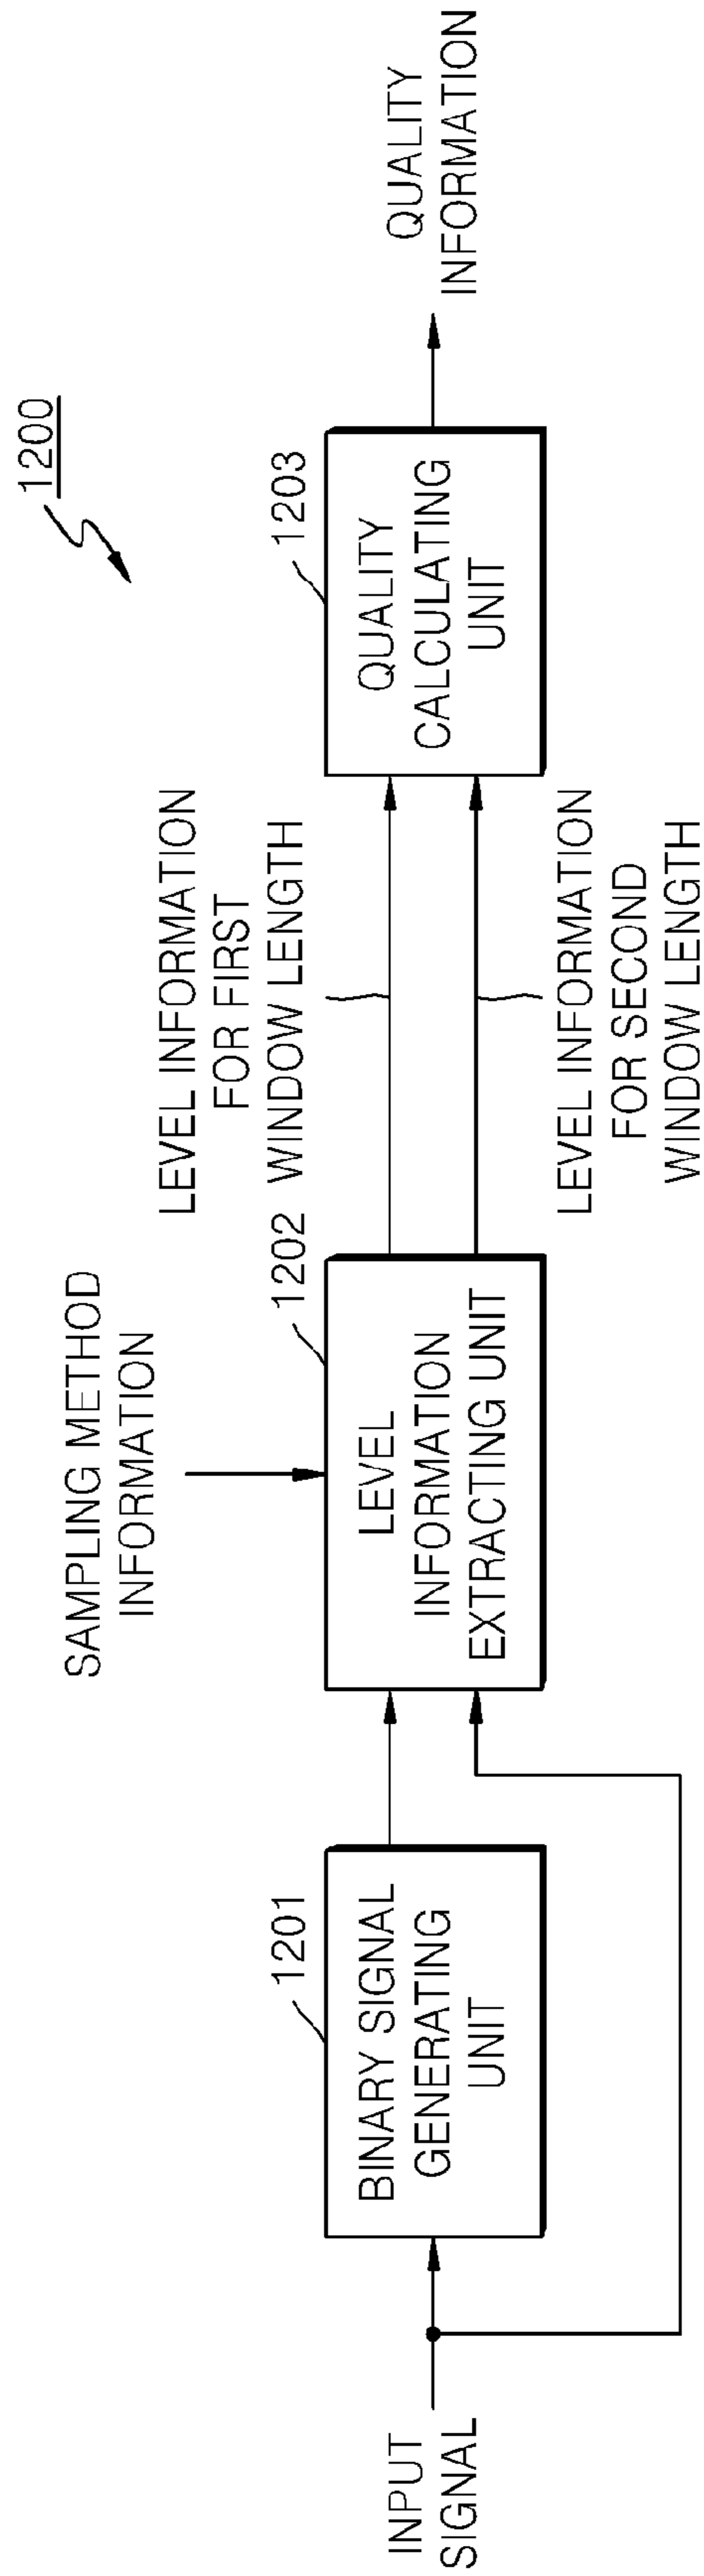 1200
INPUT
SIGNAL
1201
BINARY SIGNAL
GENERATING
UNIT
SAMPLING METHOD
INFORMATION
1202
LEVEL
INFORMATION
EXTRACTING UNIT
LEVEL INFORMATION
FOR FIRST
WINDOW LENGTH
LEVEL INFORMATION
FOR SECOND
WINDOW LENGTH
1203
QUALITY
CALCULATING
UNIT
QUALITY
INFORMATION